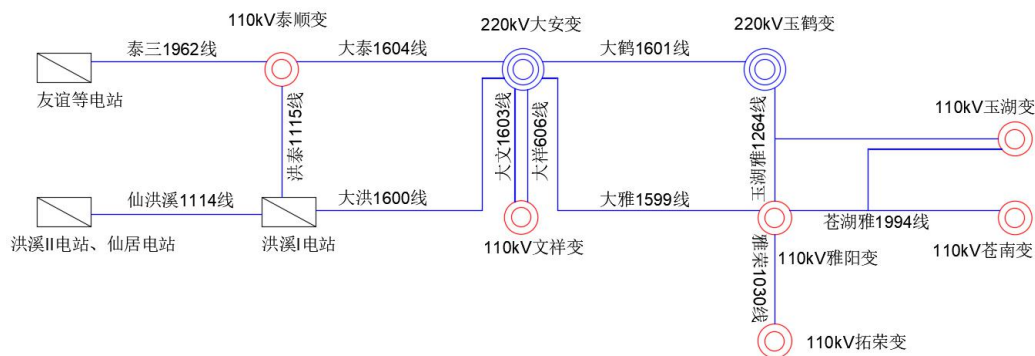 110kV泰顺变
220kV大安变
220kV玉鹤变
泰三1962线
大泰1604线
大鹤1601线
友谊等电站
110kV玉湖变
洪泰1115线
大文1603线
大祥606线
玉湖雅1264线
仙洪溪1114线
大洪1600线
大雅1599线
苍湖雅1994线
洪溪II电站、仙居电站
洪溪I电站
110kV文祥变
110kV雅阳变
110kV苍南变
雅荣1030线
110kV拓荣变